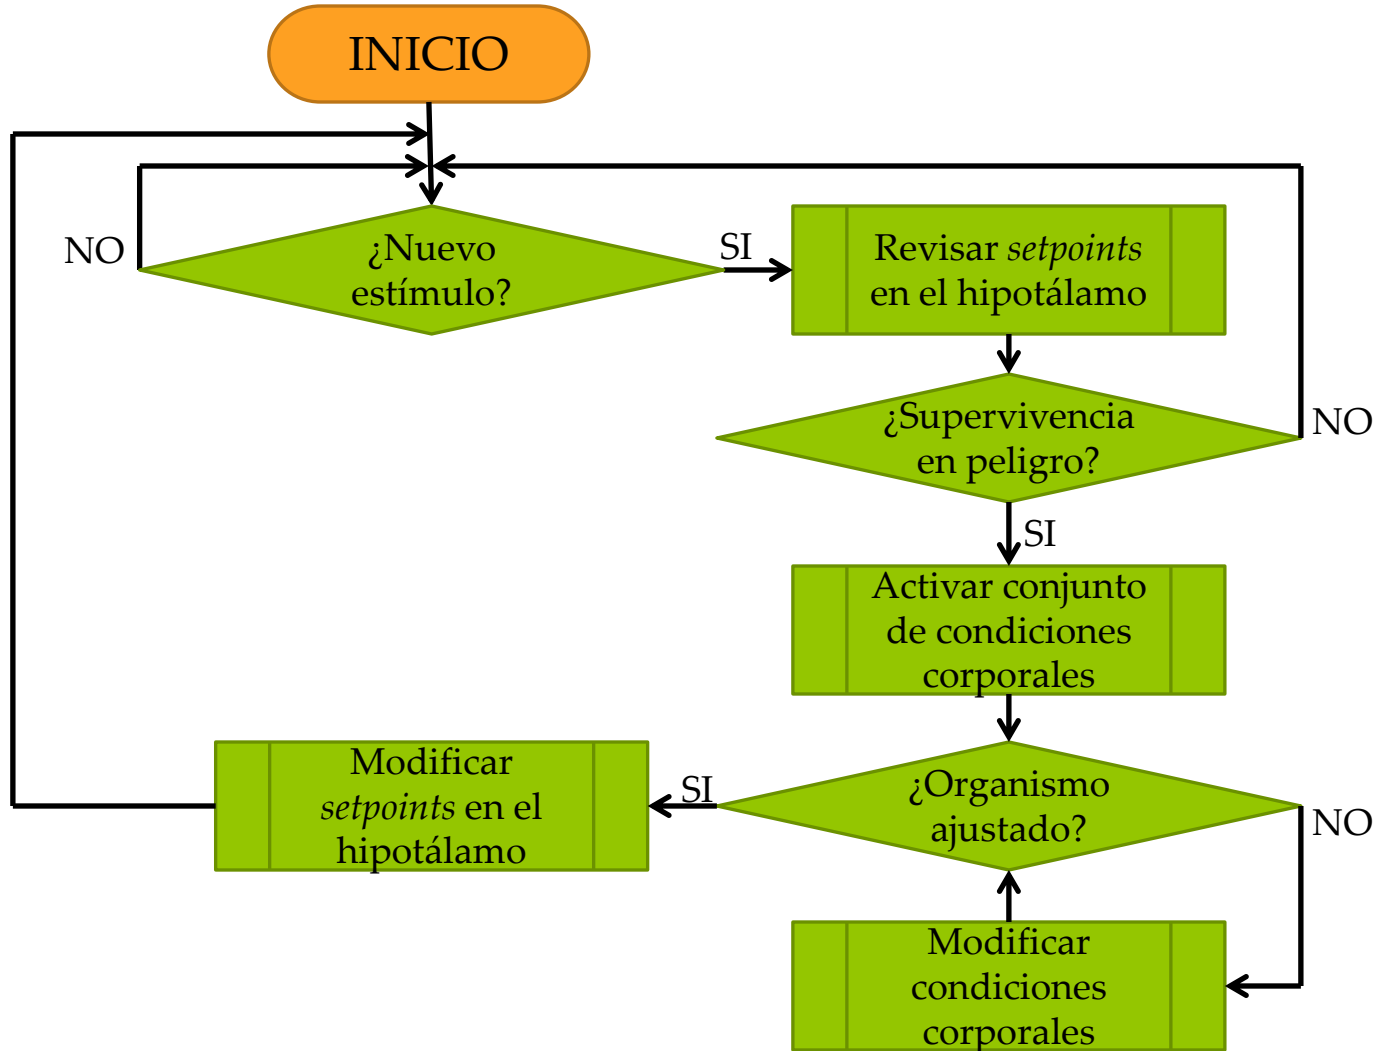 INICIO
NO
¿Nuevo
estímulo?
SI
Revisar setpoints
en el hipotálamo
¿Supervivencia
en peligro?
NO
SI
Activar conjunto
de condiciones
corporales
¿Organismo
ajustado?
SI
NO
Modificar
setpoints en el
hipotálamo
Modificar
condiciones
corporales